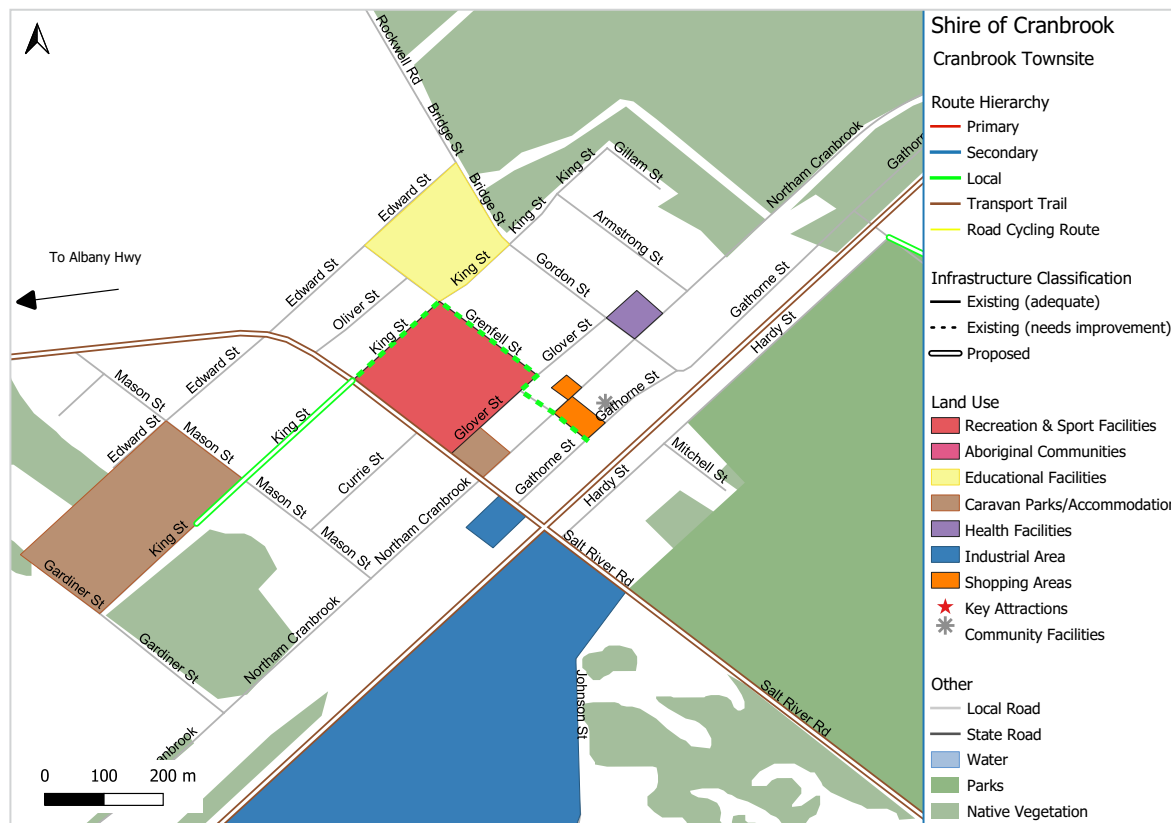 Shire of Cranbrook
Cranbrook Townsite
Route Hierarchy
Primary
Secondary
Local
Transport Trail
Road Cycling Route
Infrastructure Classification
Existing (adequate)
Existing (needs improvement)
Proposed
Land Use
Recreation & Sport Facilities
Aboriginal Communities
Educational Facilities
Caravan Parks/Accommodation
Health Facilities
Industrial Area
Shopping Areas
Key Attractions
Community Facilities
Other
Local Road
State Road
Water
Parks
Native Vegetation
Rockwell Rd
Bridge St
Bridge St
Edward St
King St
Gillam St
Northam Cranbrook
Gathorne
King St
Armstrong St
To Albany Hwy
Edward St
King St
Gordon St
Gathorne St
Oliver St
King St
Grenfell St
Glover St
Hardy St
Mason St
Edward St
Gathorne St
King St
Glover St
Edward St
Mason St
Currie St
Gathorne St
Mitchell St
Hardy St
Mason St
Northam Cranbrook
King St
Mason St
Salt River Rd
Gardiner St
Northam Cranbrook
Gardiner St
Johnson St
Salt River Rd
anbrook
0 100 200 m